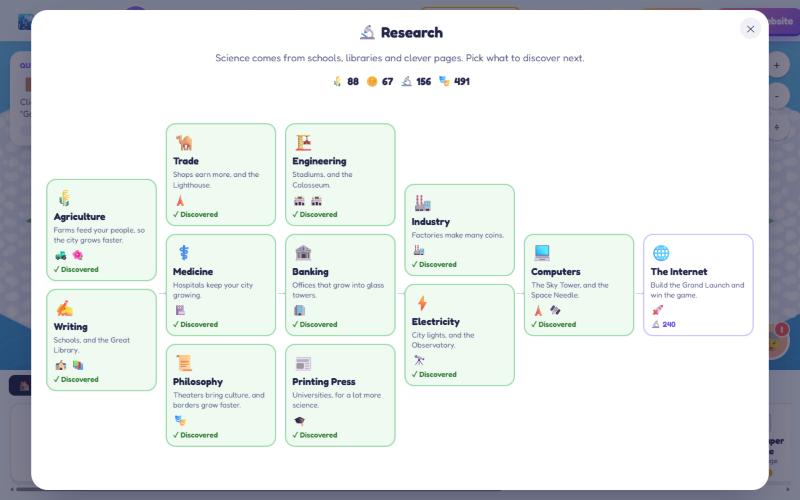 Research
Science comes from schools, libraries and clever pages. Pick what to discover next.
88 67 156 491
Agriculture
Farms feed your people, so
the city grows faster.
✓ Discovered
Writing
Schools, and the Great
Library.
✓ Discovered
Trade
Shops earn more, and the
Lighthouse.
✓ Discovered
Medicine
Hospitals keep your city
growing.
✓ Discovered
Philosophy
Theaters bring culture, and
borders grow faster.
✓ Discovered
Engineering
Stadiums, and the
Colosseum.
✓ Discovered
Banking
Offices that grow into glass
towers.
✓ Discovered
Printing Press
Universities, for a lot more
science.
✓ Discovered
Industry
Factories make many coins.
Electricity
City lights, and the
Observatory.
✓ Discovered
Computers
The Sky Tower, and the
Space Needle.
✓ Discovered
The Internet
Build the Grand Launch and
win the game.
240